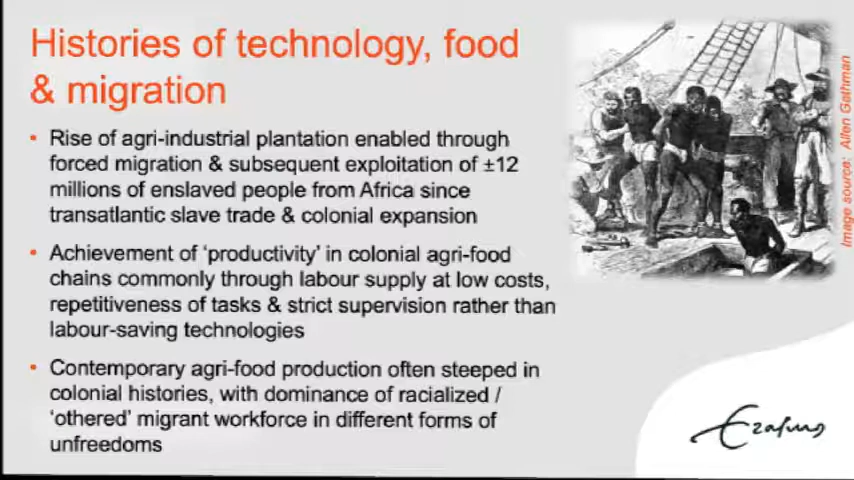 Histories of technology, food
& migration
• Rise of agri-industrial plantation enabled through
forced migration & subsequent exploitation of ±12
millions of enslaved people from Africa since
transatlantic slave trade & colonial expansion
• Achievement of ‘productivity’ in colonial agri-food
chains commonly through labour supply at low costs,
repetitiveness of tasks & strict supervision rather than
labour-saving technologies
• Contemporary agri-food production often steeped in
colonial histories, with dominance of racialized /
‘othered’ migrant workforce in different forms of
unfreedoms
Image source: Allen Gathman
Erasmus